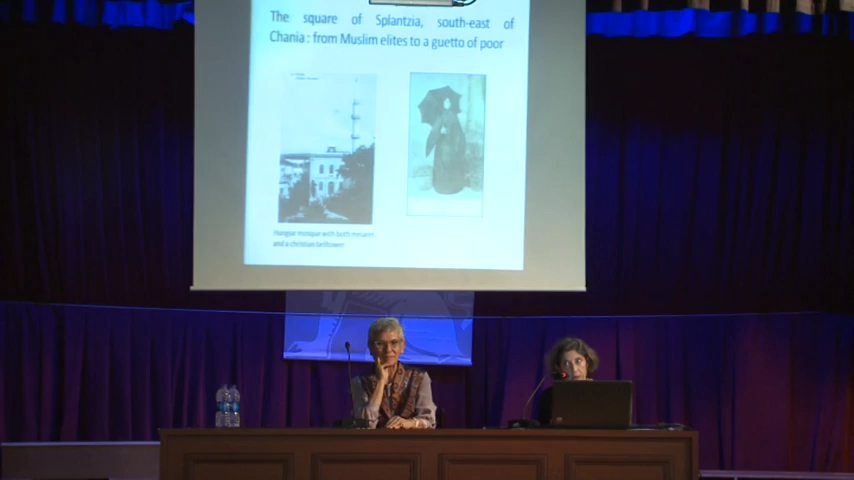 The square of Splantzia, south-east of
Chania : from Muslim elites to a guetto of poor
Hungar mosque with both minaret
and a christian belltower